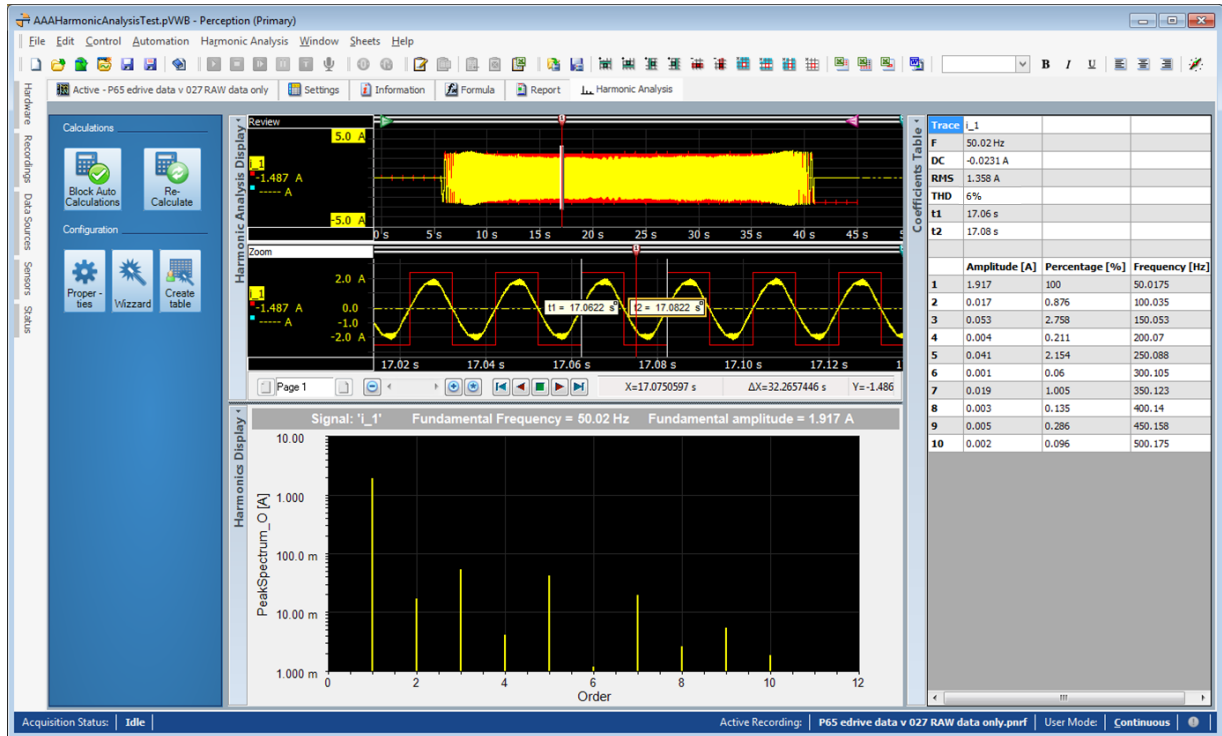 AAAHarmonicAnalysisTest.pVWB - Perception (Primary)
File Edit Control Automation Harmonic Analysis Window Sheets Help
B I U
Active - P65 edrive data v 027 RAW data only Settings Information Formula Report Harmonic Analysis
Hardware
Recordings
Data Sources
Sensors
Status
Calculations
Block Auto Calculations
Re-Calculate
Configuration
Proper-ties
Wizzard
Create table
Harmonic Analysis Display
Review
5.0 A
i_1
-1.487 A
----- A
-5.0 A
0's 5's 10 s 15 s 20 s 25 s 30 s 35 s 40 s 45 s
Zoom
2.0 A
i_1
-1.487 A 0.0
----- A -1.0
-2.0 A
1
t1 = 17.0622 s
t2 = 17.0822 s
17.02 s 17.04 s 17.06 s 17.08 s 17.10 s 17.12 s 1
Page 1
X=17.0750597 s ΔX=32.2657446 s Y=-1.486
Harmonics Display
Signal: 'i_1' Fundamental Frequency = 50.02 Hz Fundamental amplitude = 1.917 A
PeakSpectrum_O [A]
10.00
1.000
100.0 m
10.00 m
1.000 m
0 2 4 6 8 10 12
Order
Coefficients Table
Trace i_1
F 50.02 Hz
DC -0.0231 A
RMS 1.358 A
THD 6%
t1 17.06 s
t2 17.08 s
Amplitude [A] Percentage [%] Frequency [Hz]
1 1.917 100 50.0175
2 0.017 0.876 100.035
3 0.053 2.758 150.053
4 0.004 0.211 200.07
5 0.041 2.154 250.088
6 0.001 0.06 300.105
7 0.019 1.005 350.123
8 0.003 0.135 400.14
9 0.005 0.286 450.158
10 0.002 0.096 500.175
Acquisition Status: Idle
Active Recording: P65 edrive data v 027 RAW data only.pnrf User Mode: Continuous